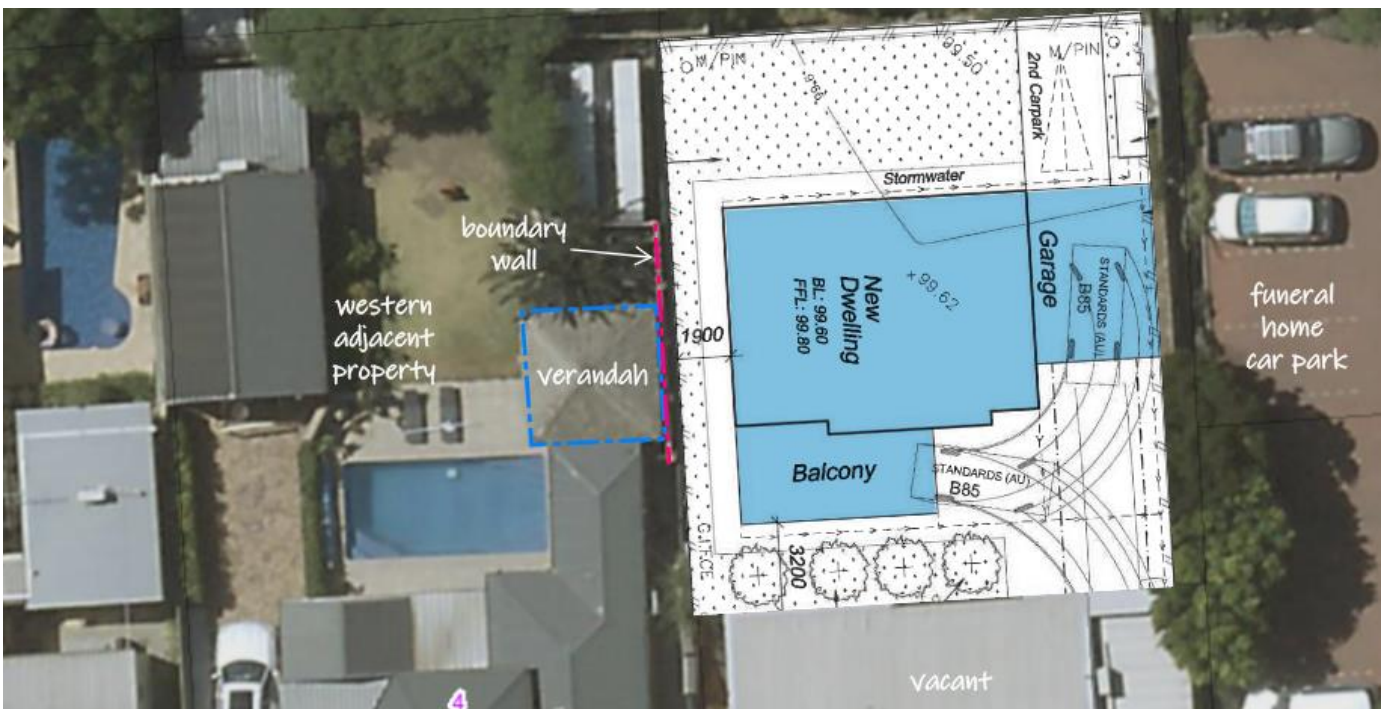 M/PIN
99.50
M/PIN
2nd Carpark
99.6
Stormwater
boundary
wall
western
adjacent
property
verandah
1900
New
Dwelling
BL: 99.60
FFL: 99.80
+99.62
Garage
STANDARDS (AU)
B85
funeral
home
car park
Balcony
STANDARDS (AU)
B85
3200
vacant
4